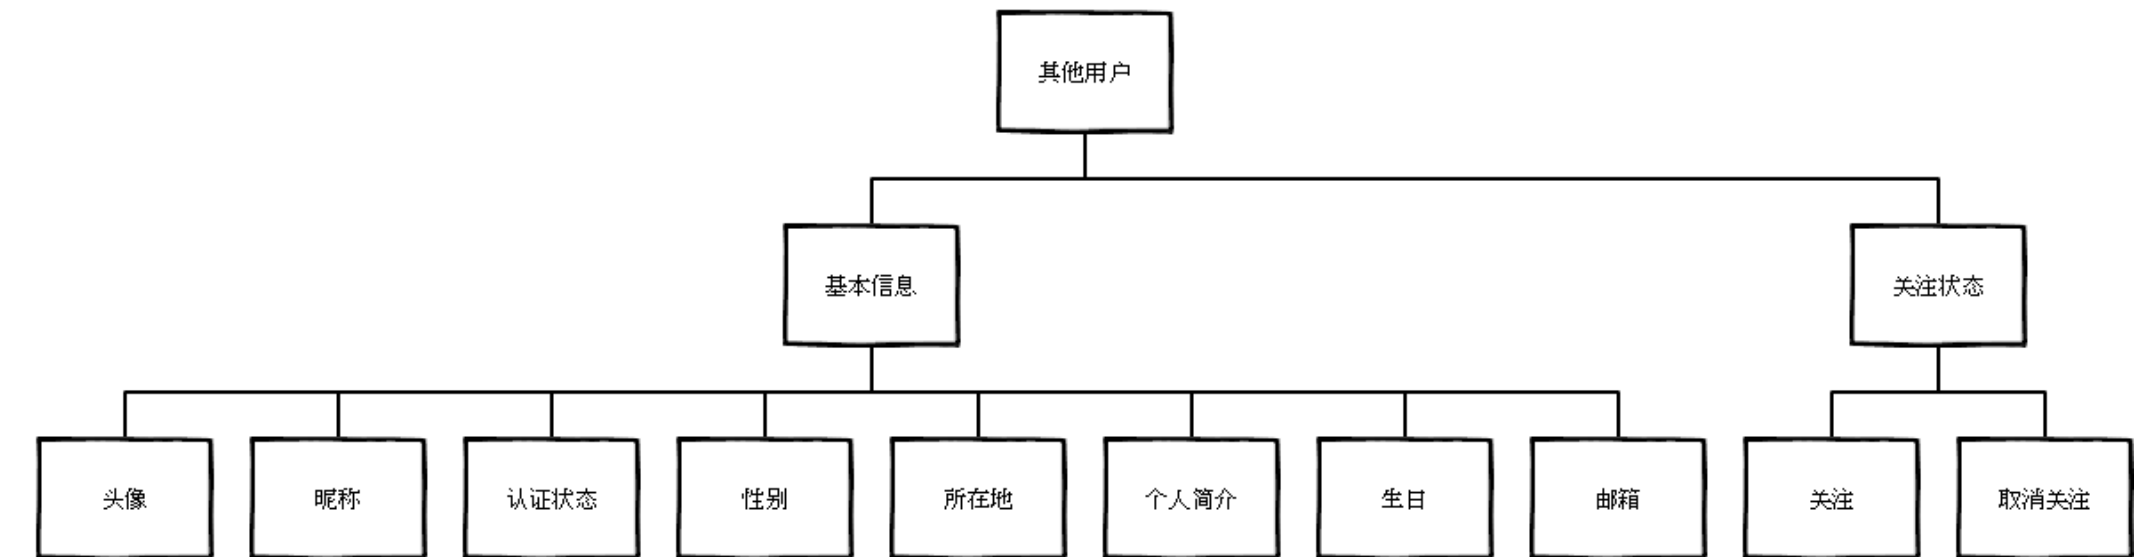 其他用户
基本信息
关注状态
头像
昵称
认证状态
性别
所在地
个人简介
生日
邮箱
关注
取消关注